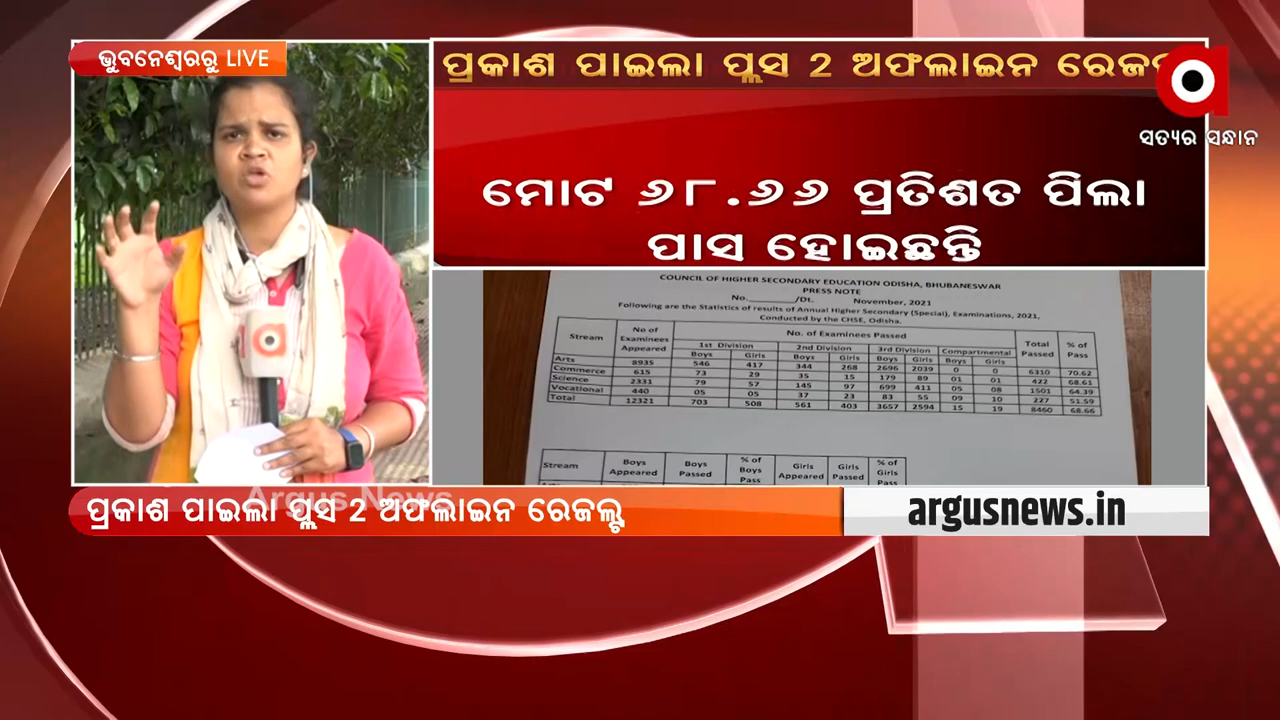 ଭୁବନେଶ୍ୱରରୁ LIVE
ପ୍ରକାଶ ପାଇଲା ପ୍ଲସ 2 ଅଫଲାଇନ
ସତ୍ୟର ସନ୍ଧାନ
ମୋଟ ୬୮.୬୬ ପ୍ରତିଶତ ପିଲା
ପାସ ହୋଇଛନ୍ତି
COUNCIL OF HIGHER SECONDARY EDUCATION ODISHA, BHUBANESWAR
PRESS NOTE
No.______/Dt. November, 2021
Following are the Statistics of results of Annual Higher Secondary (Special), Examinations, 2021,
Conducted by the CHSE, Odisha.
Stream No of Examinees Appeared No. of Examinees Passed Total Passed % of Pass
1st Division 2nd Division 3rd Division Compartmental
Boys Girls Boys Girls Boys Girls Boys Girls
Arts 8935 546 417 344 268 2696 2039 0 0 6310 70.62
Commerce 615 73 29 35 15 179 89 01 01 422 68.61
Science 2331 79 57 145 97 699 411 05 08 1501 64.39
Vocational 440 05 05 37 23 83 55 09 10 227 51.59
Total 12321 703 508 561 403 3657 2594 15 19 8460 68.66
Stream Boys Appeared Boys Passed % of Boys Pass Girls Appeared Girls Passed % of Girls Pass
Argus News
ପ୍ରକାଶ ପାଇଲା ପ୍ଲସ 2 ଅଫଲାଇନ ରେଜଲ୍ଟ
argusnews.in